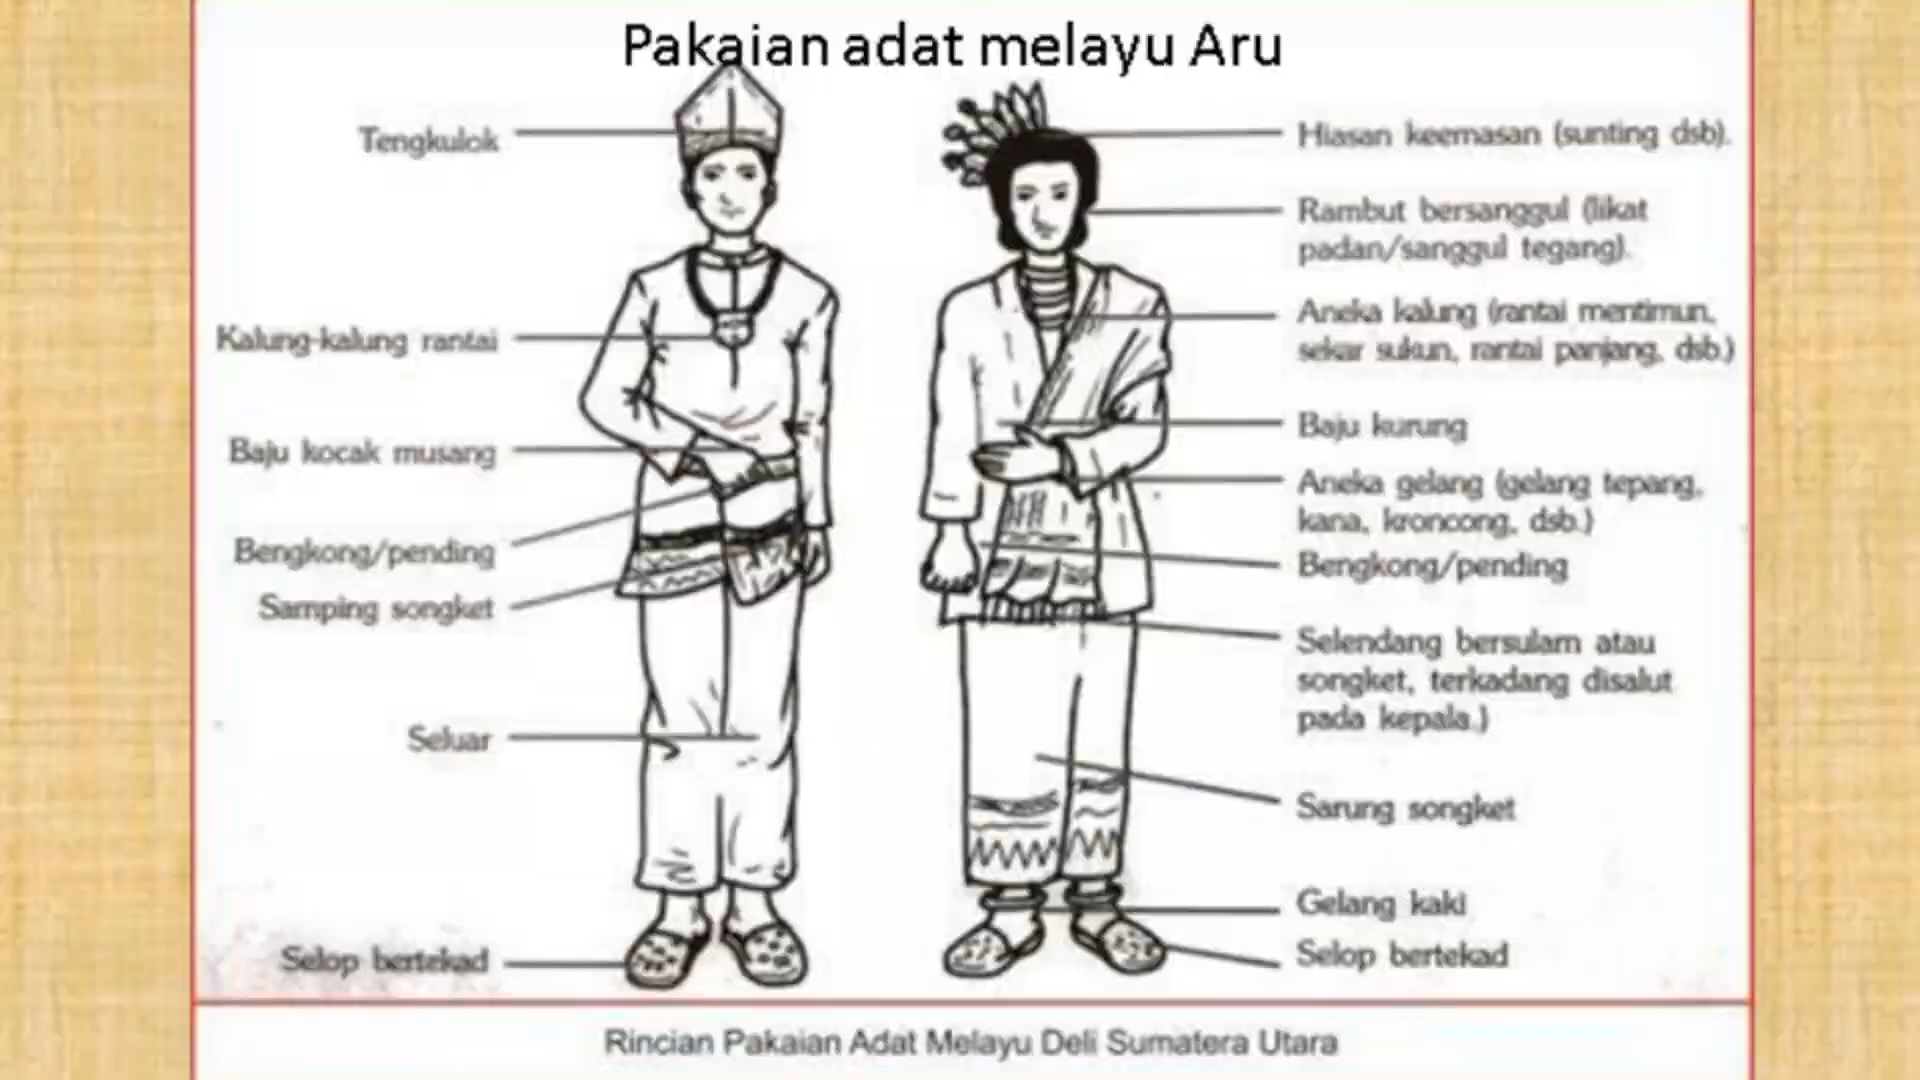 Pakaian adat melayu Aru
Tengkulok
Kalung-kalung rantai
Baju kocak musang
Bengkong/pending
Samping songket
Seluar
Selop bertekad
Hiasan keemasan (sunting dsb).
Rambut bersanggul (likat
padan/sanggul tegang).
Aneka kalung (rantai mentimun,
sekar sukun, rantai panjang, dsb.)
Baju kurung
Aneka gelang (gelang tepang,
kana, kroncong, dsb.)
Bengkong/pending
Selendang bersulam atau
songket, terkadang disalut
pada kepala.)
Sarung songket
Gelang kaki
Selop bertekad
Rincian Pakaian Adat Melayu Deli Sumatera Utara